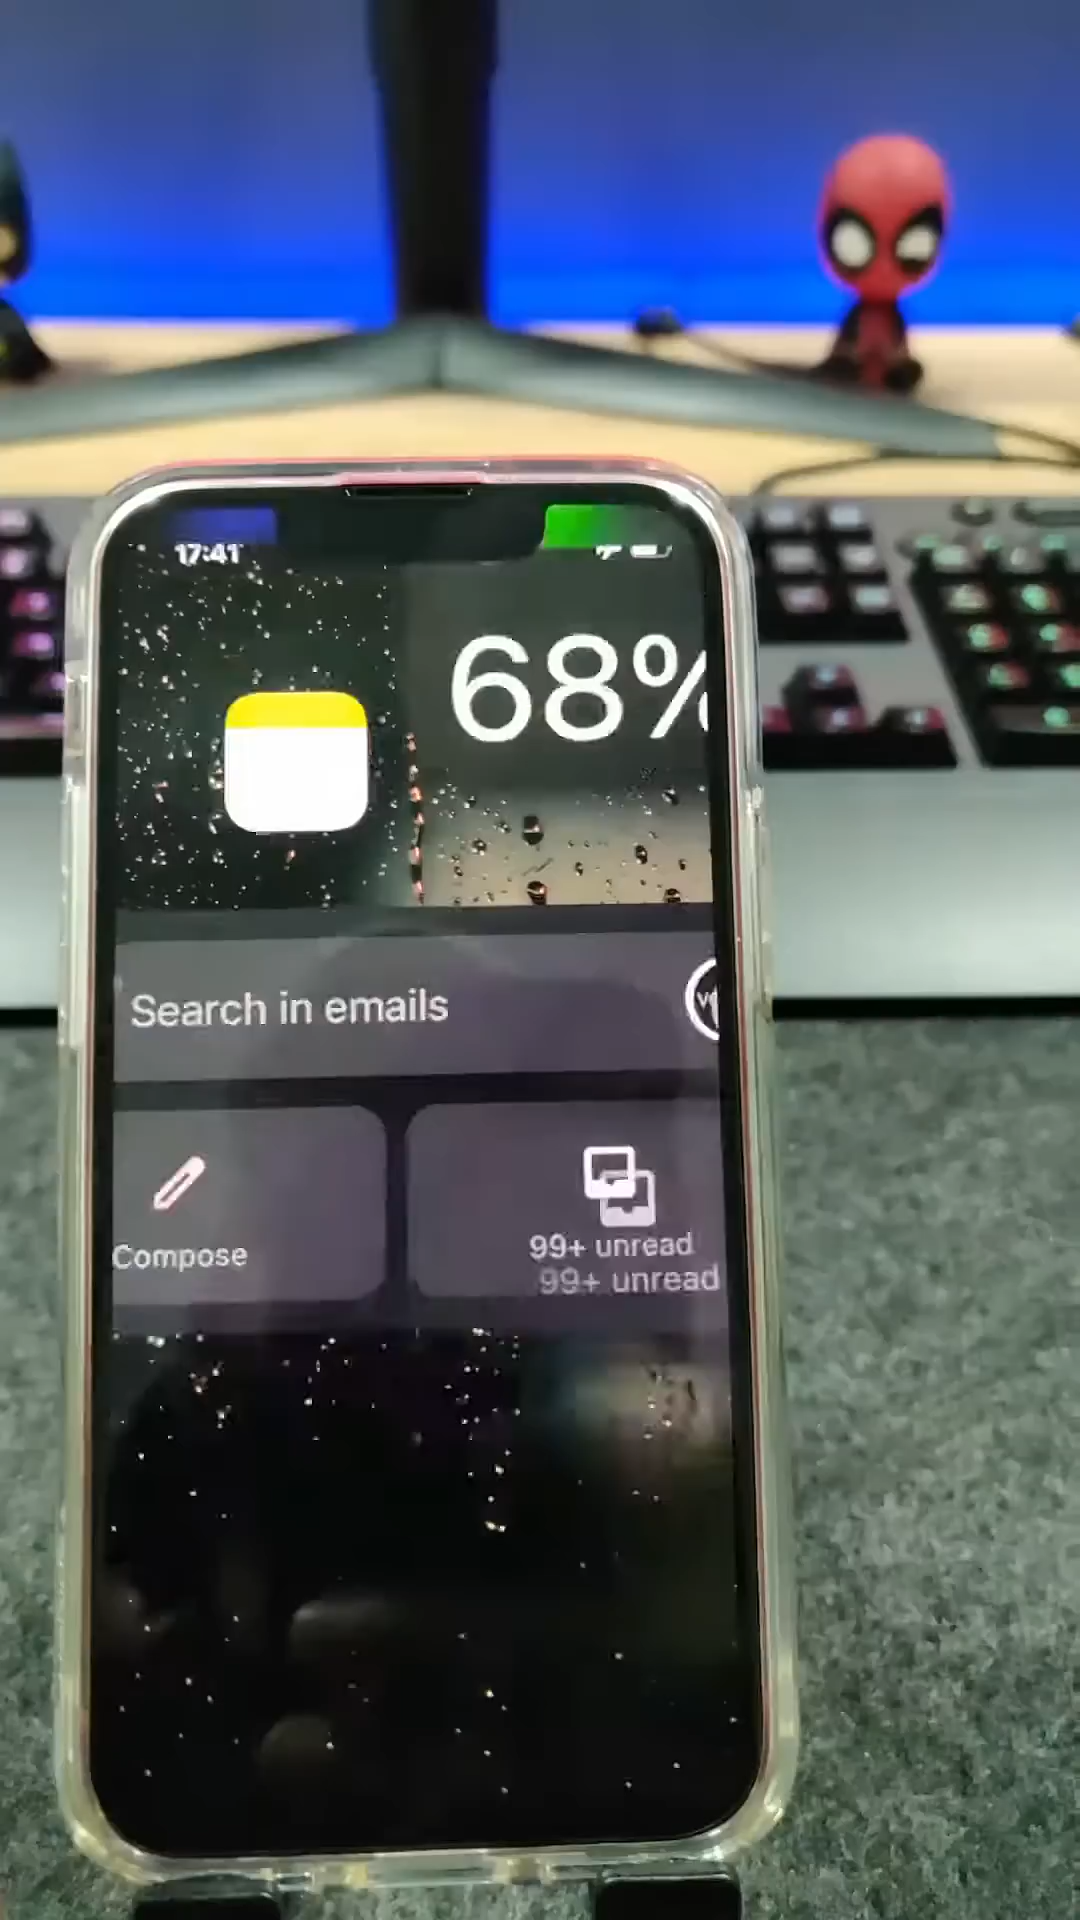 17:41
68%
Search in emails
Compose
99+ unread
99+ unread